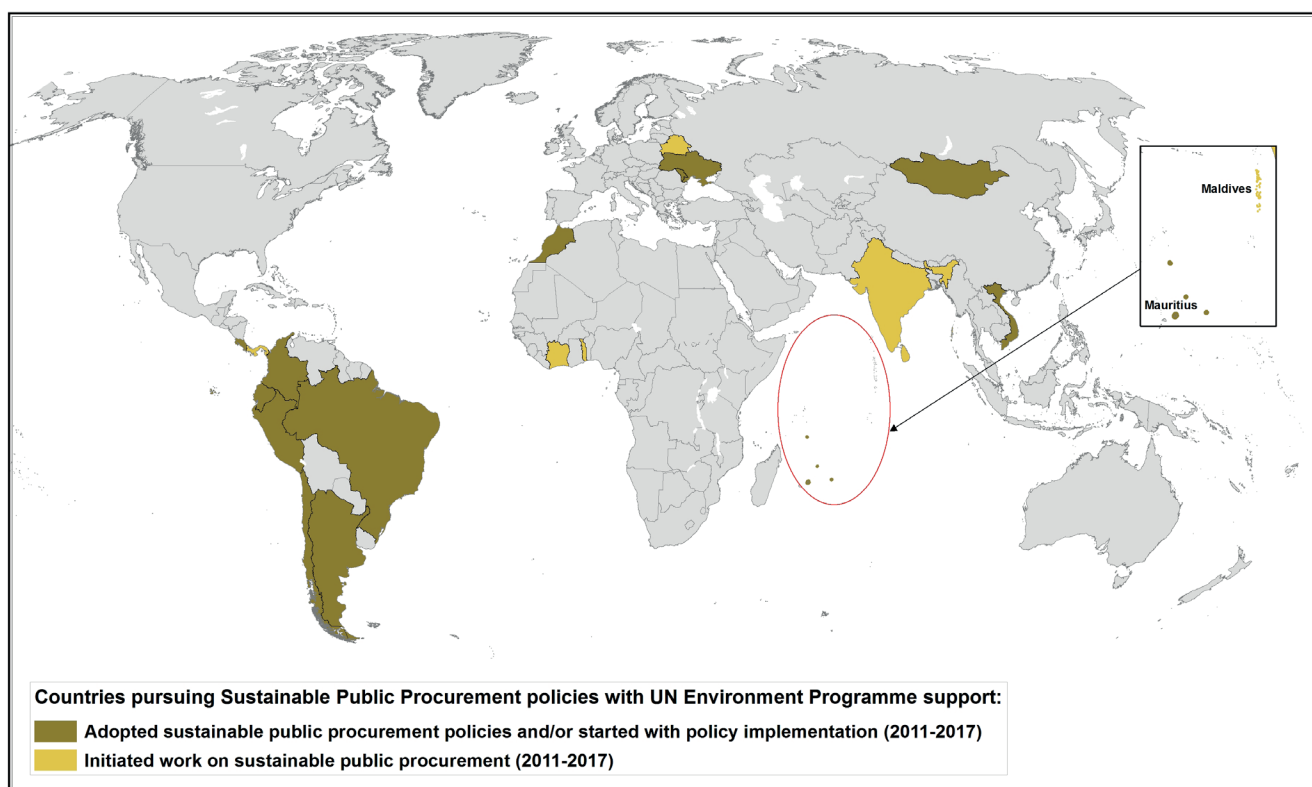 Maldives
Mauritius
Countries pursuing Sustainable Public Procurement policies with UN Environment Programme support:
Adopted sustainable public procurement policies and/or started with policy implementation (2011-2017)
Initiated work on sustainable public procurement (2011-2017)